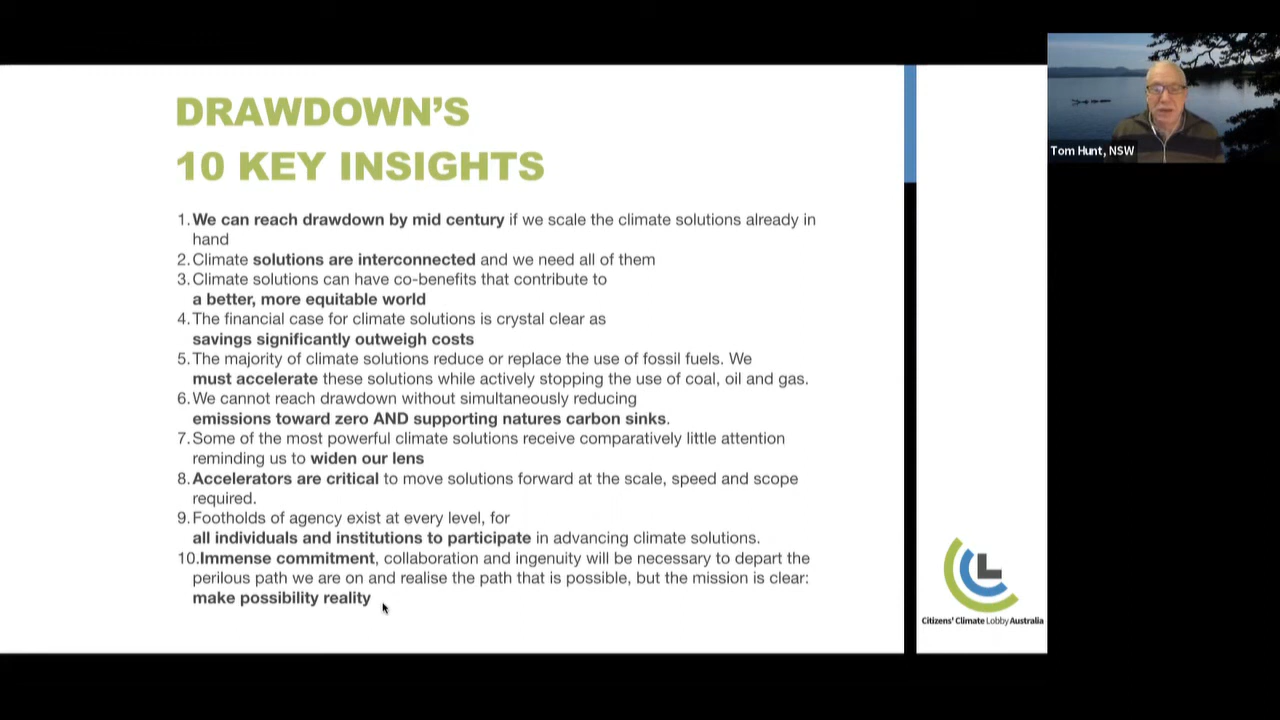 DRAWDOWN'S
10 KEY INSIGHTS
1. We can reach drawdown by mid century if we scale the climate solutions already in
hand
2. Climate solutions are interconnected and we need all of them
3. Climate solutions can have co-benefits that contribute to
a better, more equitable world
4. The financial case for climate solutions is crystal clear as
savings significantly outweigh costs
5. The majority of climate solutions reduce or replace the use of fossil fuels. We
must accelerate these solutions while actively stopping the use of coal, oil and gas.
6. We cannot reach drawdown without simultaneously reducing
emissions toward zero AND supporting natures carbon sinks.
7. Some of the most powerful climate solutions receive comparatively little attention
reminding us to widen our lens
8. Accelerators are critical to move solutions forward at the scale, speed and scope
required.
9. Footholds of agency exist at every level, for
all individuals and institutions to participate in advancing climate solutions.
10. Immense commitment, collaboration and ingenuity will be necessary to depart the
perilous path we are on and realise the path that is possible, but the mission is clear:
make possibility reality
Tom Hunt, NSW
Citizens' Climate Lobby Australia